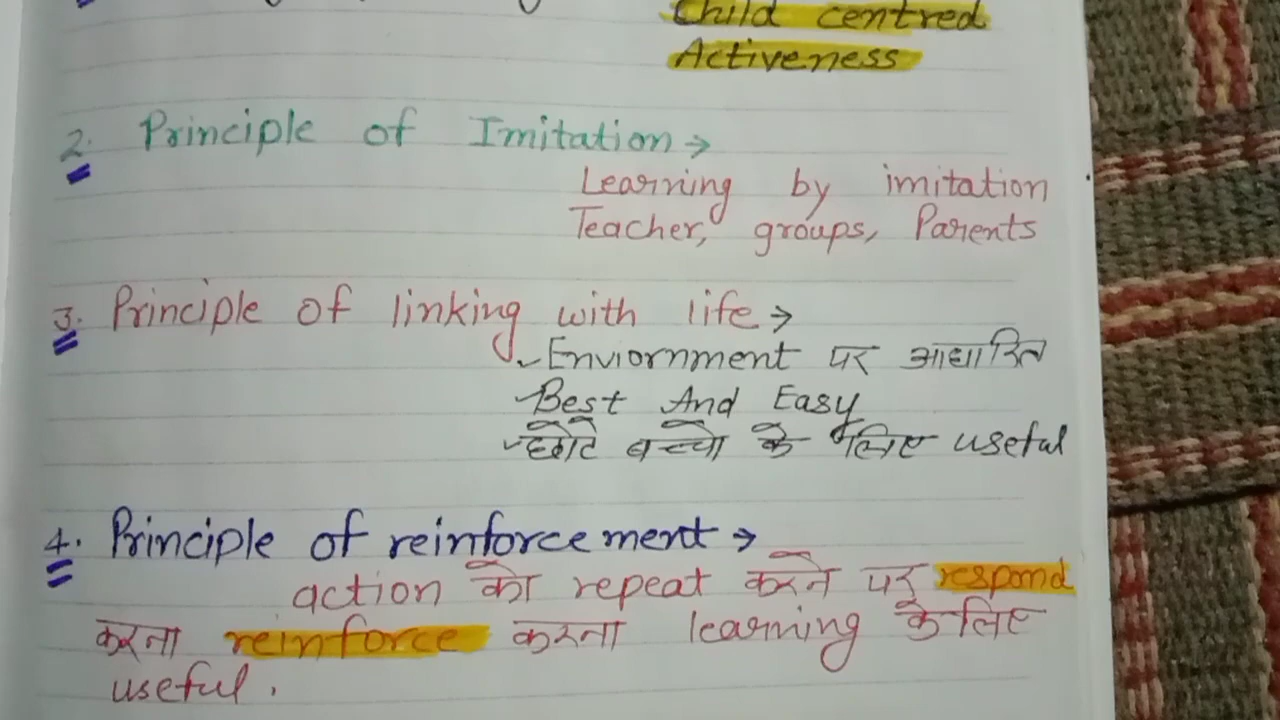 Child centred
Activeness
2. Principle of Imitation →
Learning by imitation
Teacher, groups, Parents
3. Principle of linking with life →
Enviornment पर आधारित
Best And Easy
छोटे बच्चो के लिए useful
4. Principle of reinforcement →
action को repeat करने पर respond
करना reinforce करना learning के लिए
useful.